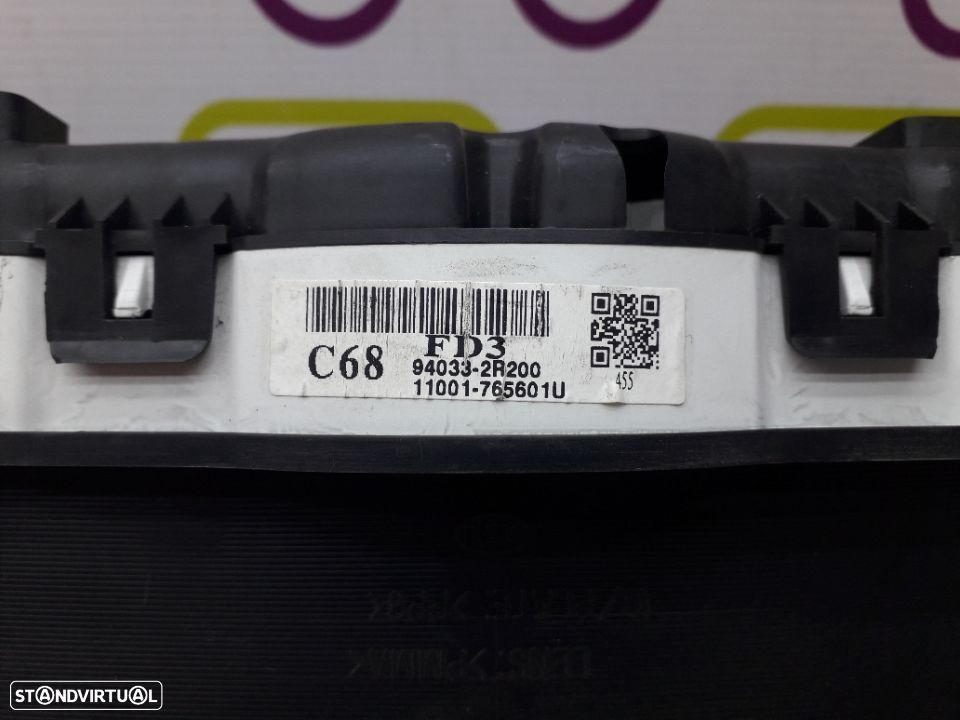 FD3
C68
94033-2R200
11001-765601U
455
STANDVIRTUAL